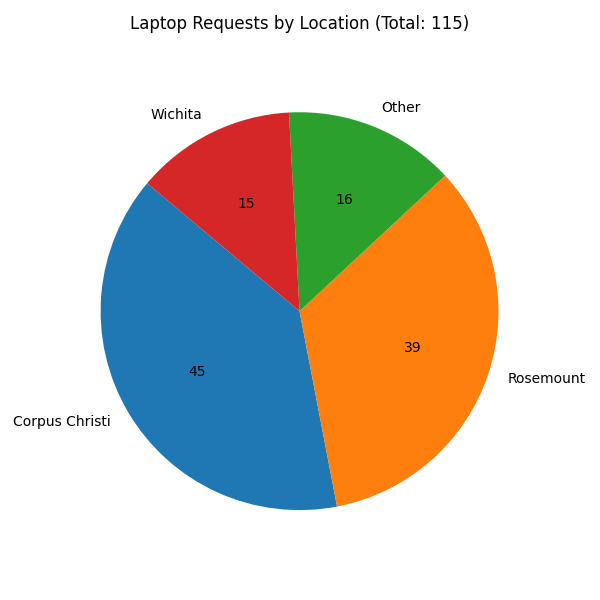 Laptop Requests by Location (Total: 115)
Other
Wichita
16
15
39
45
Rosemount
Corpus Christi